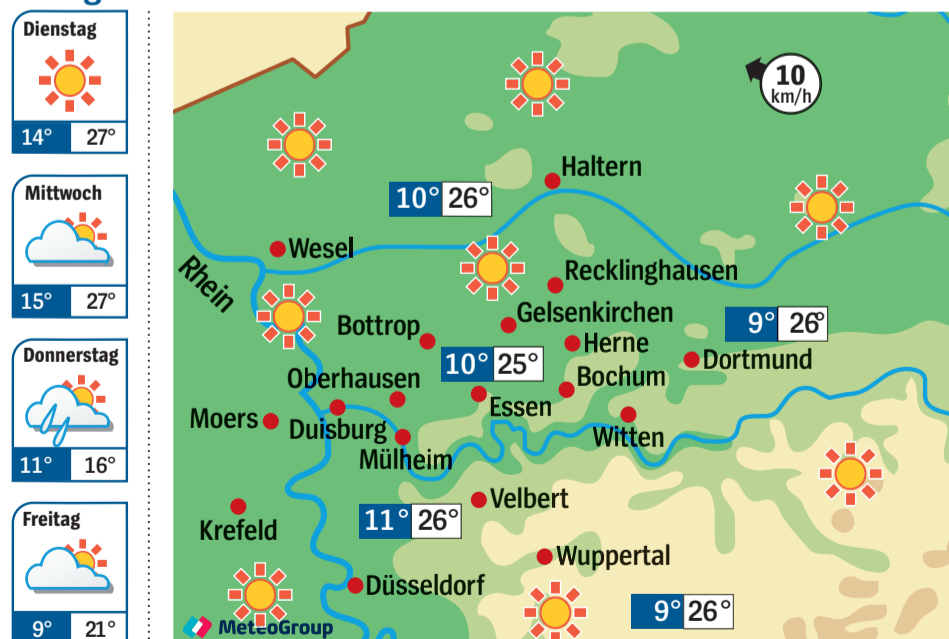 Dienstag
14° 27°
Mittwoch
15° 27°
Donnerstag
11° 16°
Freitag
9° 21°
10
km/h
Haltern
10° 26°
Wesel
Rhein
Recklinghausen
Gelsenkirchen
9° 26°
Bottrop
Herne
Dortmund
10° 25°
Oberhausen
Bochum
Essen
Moers
Duisburg
Witten
Mülheim
Velbert
11° 26°
Krefeld
Wuppertal
Düsseldorf
9° 26°
MeteoGroup